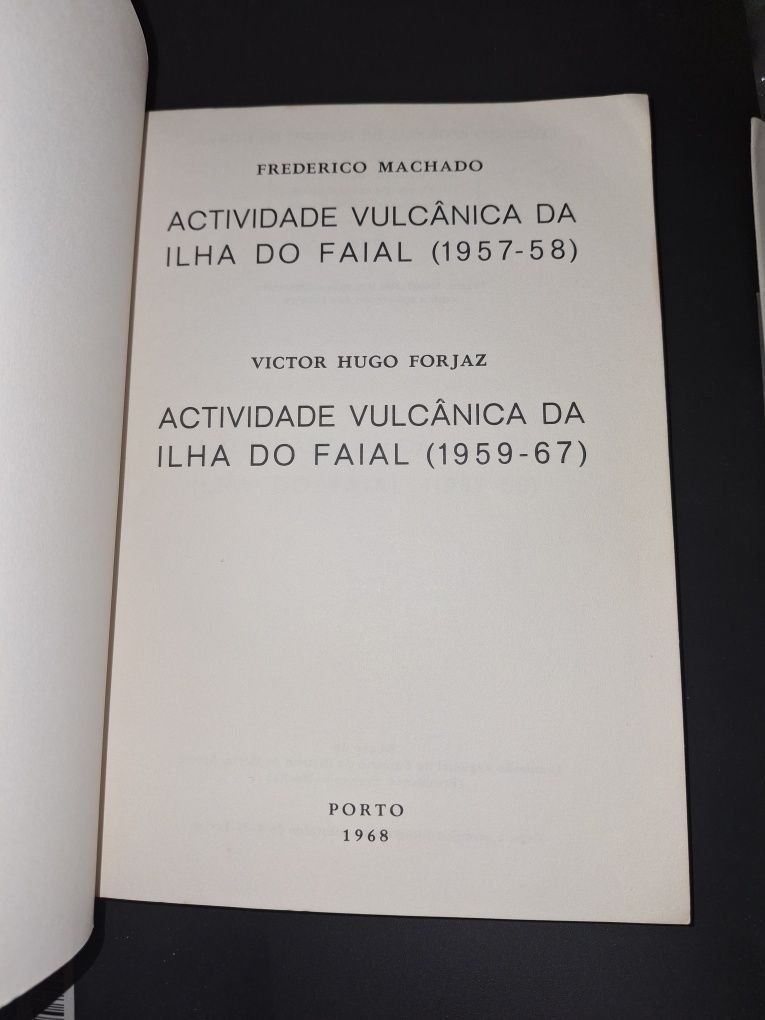 FREDERICO MACHADO
ACTIVIDADE VULCÂNICA DA
ILHA DO FAIAL (1957-58)
VICTOR HUGO FORJAZ
ACTIVIDADE VULCÂNICA DA
ILHA DO FAIAL (1959-67)
PORTO
1968